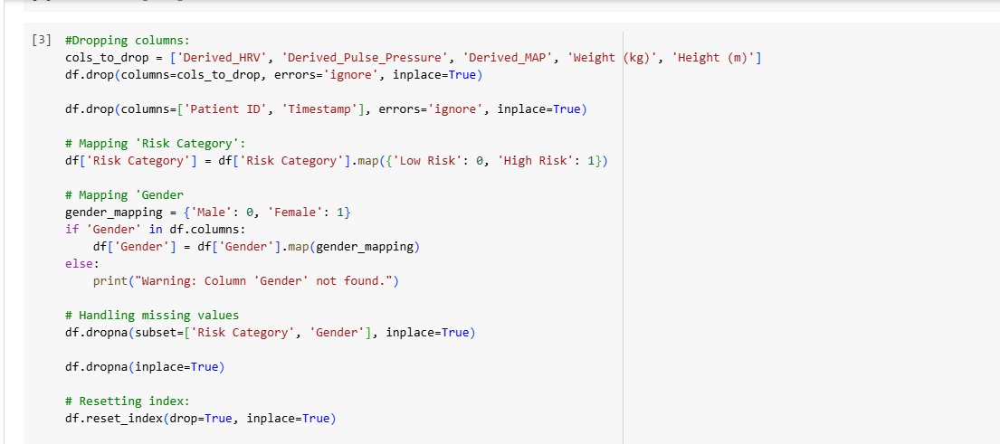 [3] #Dropping columns:
cols_to_drop = ['Derived_HRV', 'Derived_Pulse_Pressure', 'Derived_MAP', 'Weight (kg)', 'Height (m)']
df.drop(columns=cols_to_drop, errors='ignore', inplace=True)
df.drop(columns=['Patient ID', 'Timestamp'], errors='ignore', inplace=True)
# Mapping 'Risk Category':
df['Risk Category'] = df['Risk Category'].map({'Low Risk': 0, 'High Risk': 1})
# Mapping 'Gender
gender_mapping = {'Male': 0, 'Female': 1}
if 'Gender' in df.columns:
    df['Gender'] = df['Gender'].map(gender_mapping)
else:
    print("Warning: Column 'Gender' not found.")
# Handling missing values
df.dropna(subset=['Risk Category', 'Gender'], inplace=True)
df.dropna(inplace=True)
# Resetting index:
df.reset_index(drop=True, inplace=True)